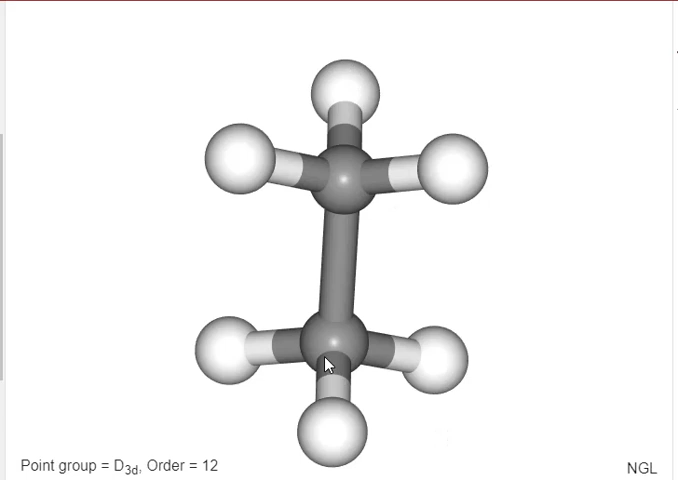 Point group = D3d, Order = 12
NGL